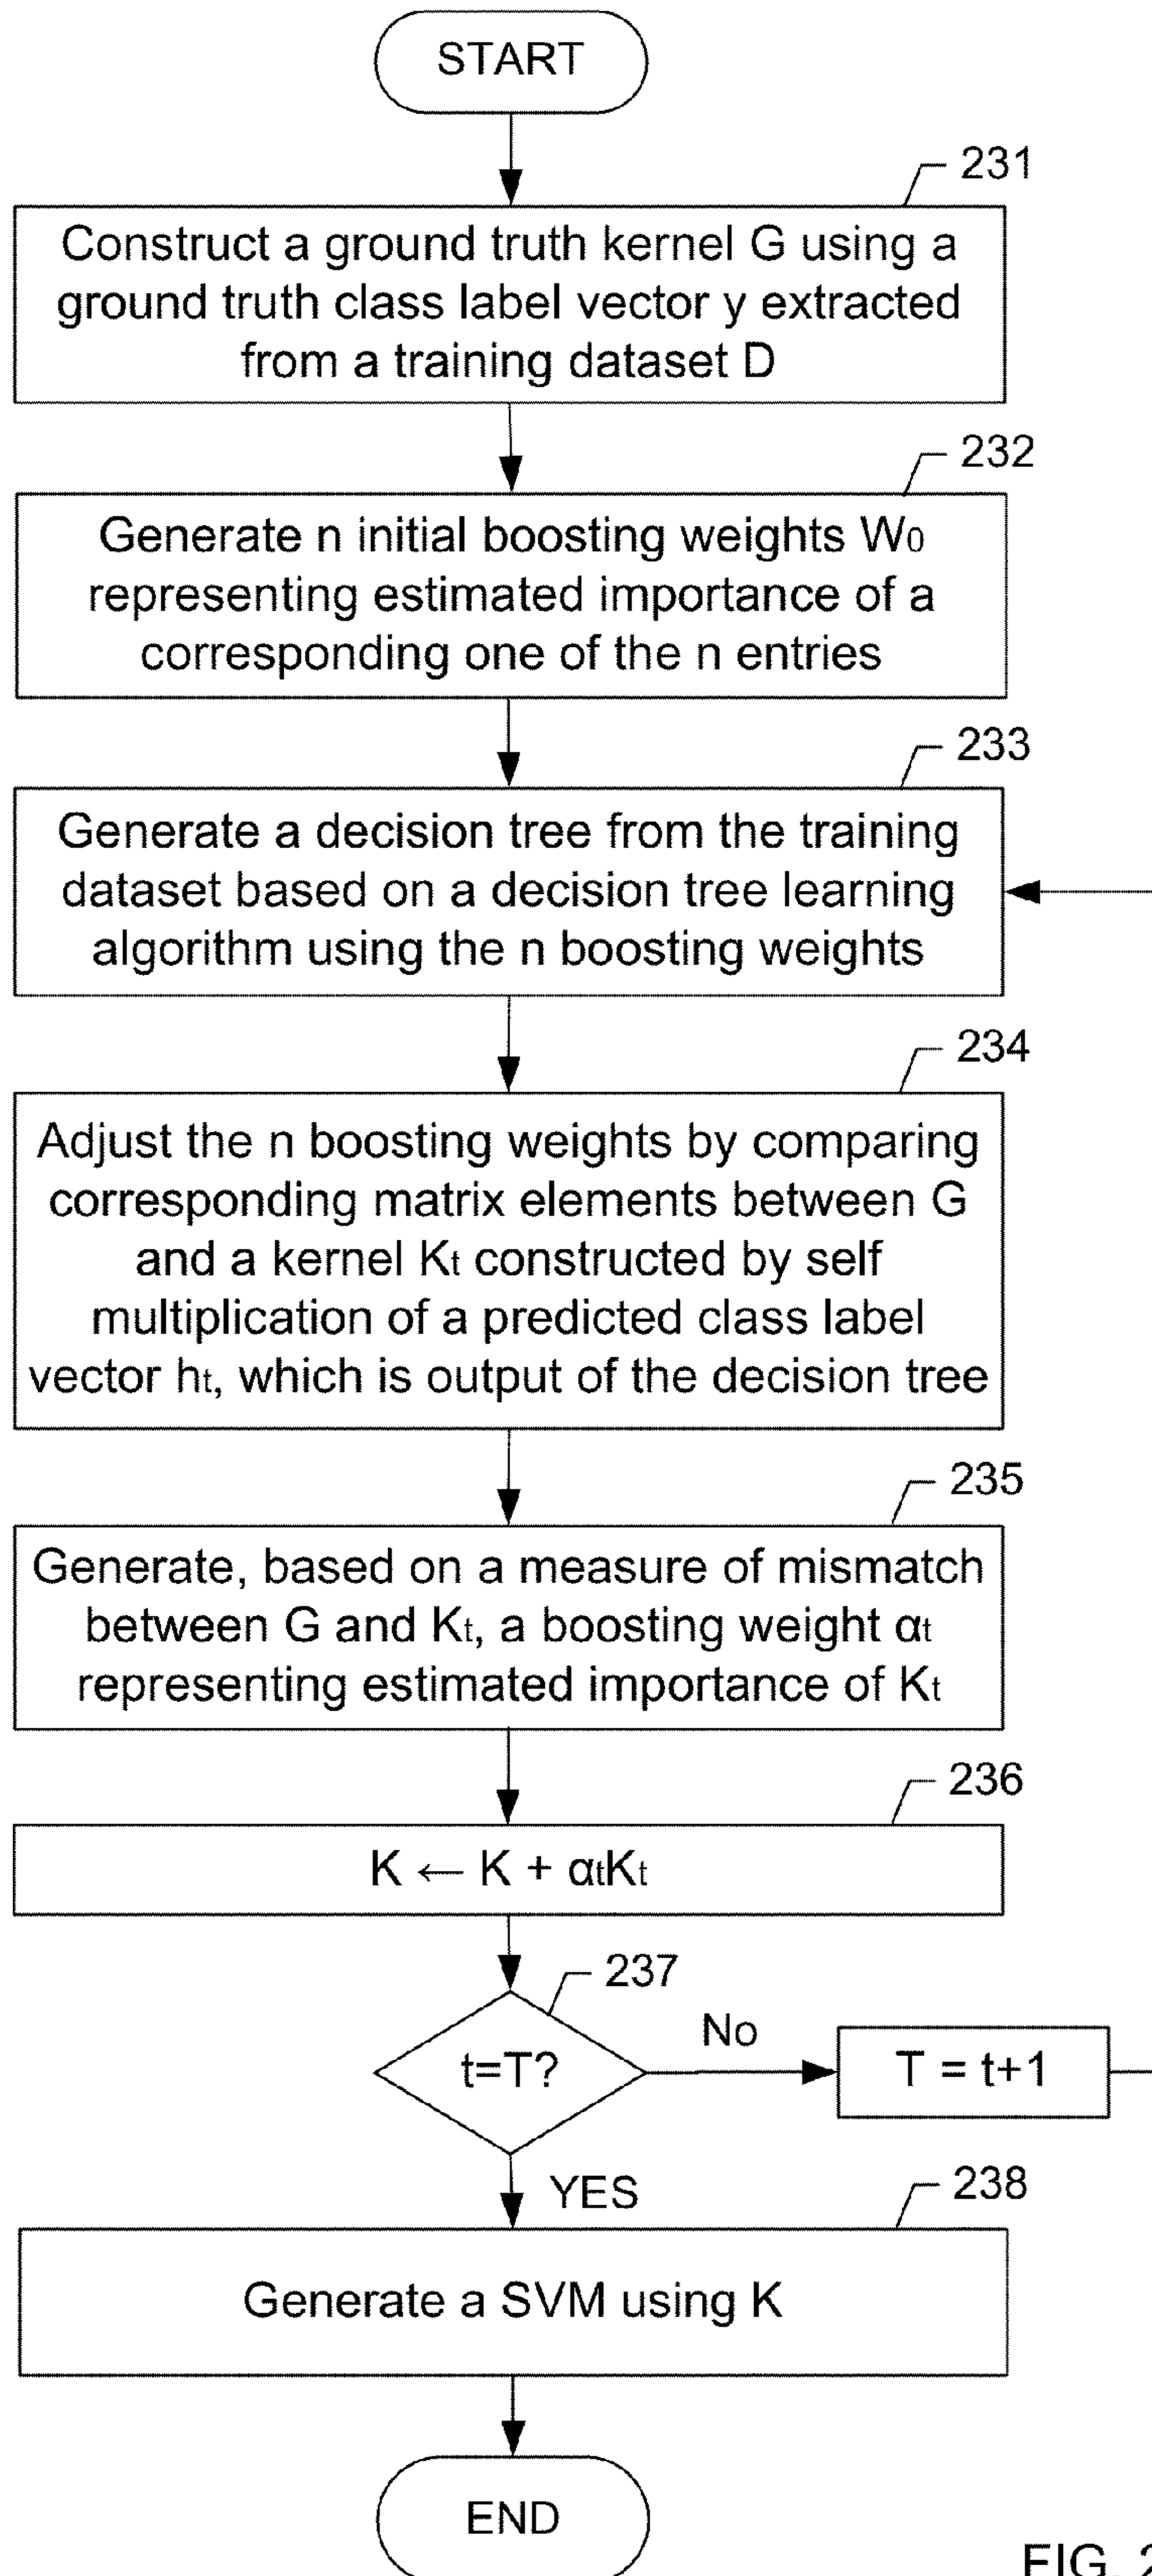 START
231
Construct a ground truth kernel G using a
ground truth class label vector y extracted
from a training dataset D
232
Generate n initial boosting weights W0
representing estimated importance of a
corresponding one of the n entries
233
Generate a decision tree from the training
dataset based on a decision tree learning
algorithm using the n boosting weights
234
Adjust the n boosting weights by comparing
corresponding matrix elements between G
and a kernel Kt constructed by self
multiplication of a predicted class label
vector ht, which is output of the decision tree
235
Generate, based on a measure of mismatch
between G and Kt, a boosting weight αt
representing estimated importance of Kt
236
K ← K + αtKt
237
t=T?
No
T = t+1
YES
238
Generate a SVM using K
END
FIG. 2